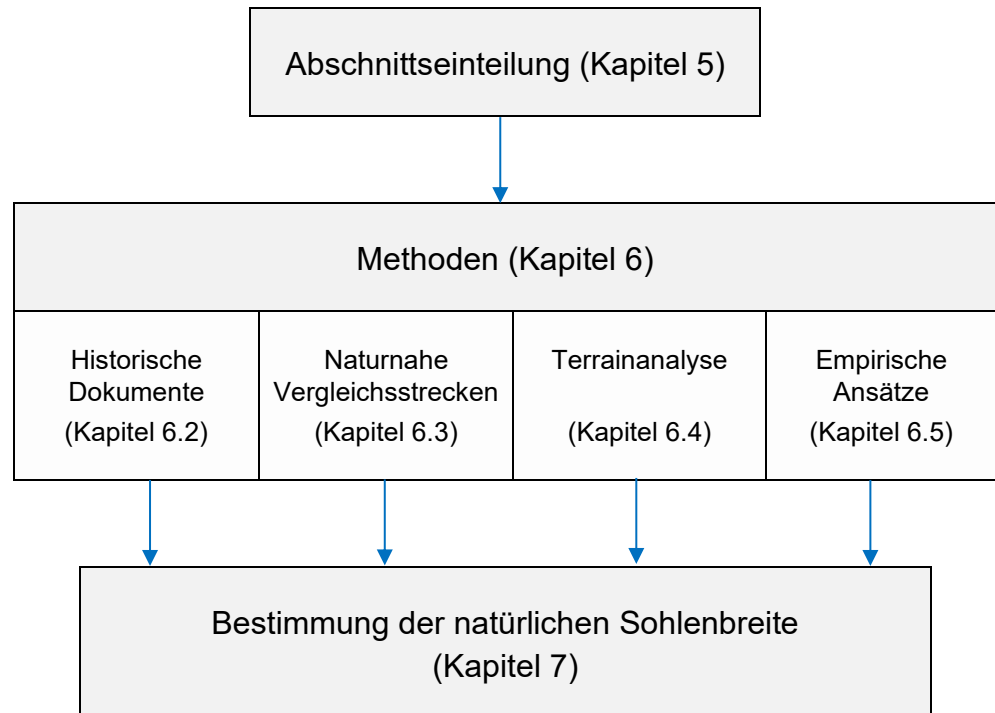 Abschnittseinteilung (Kapitel 5)
Methoden (Kapitel 6)
Historische
Dokumente
(Kapitel 6.2)
Naturnahe
Vergleichsstrecken
(Kapitel 6.3)
Terrainanalyse
(Kapitel 6.4)
Empirische
Ansätze
(Kapitel 6.5)
Bestimmung der natürlichen Sohlenbreite
(Kapitel 7)